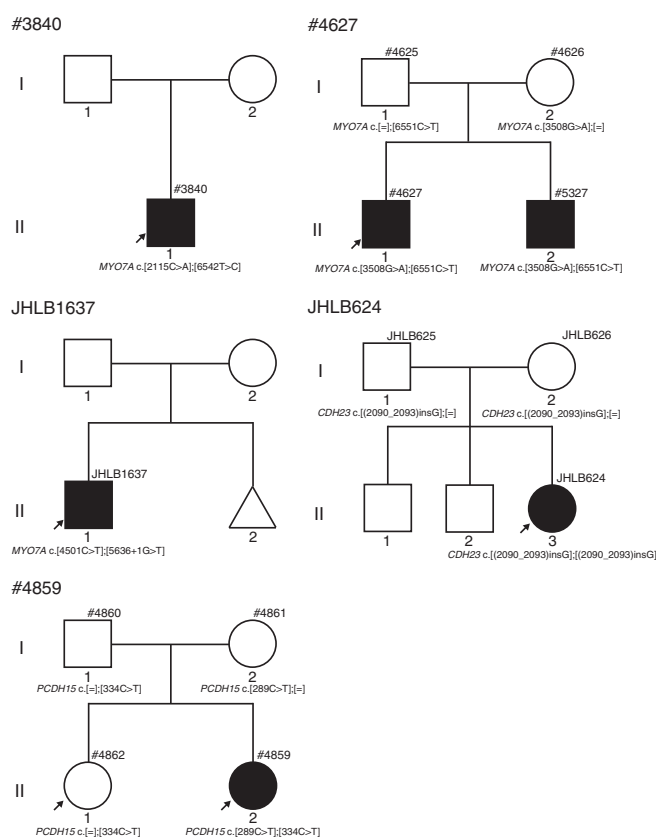 #3840
I
1
2
#3840
II
1
MYO7A c.[2115C>A];[6542T>C]
#4627
#4625
#4626
I
1
2
MYO7A c.[=];[6551C>T]
MYO7A c.[3508G>A];[=]
#4627
#5327
II
1
2
MYO7A c.[3508G>A];[6551C>T]
MYO7A c.[3508G>A];[6551C>T]
JHLB1637
I
1
2
JHLB1637
II
1
2
MYO7A c.[4501C>T];[5636+1G>T]
JHLB624
JHLB625
JHLB626
I
1
2
CDH23 c.[(2090_2093)insG];[=]
CDH23 c.[(2090_2093)insG];[=]
JHLB624
II
1
2
3
CDH23 c.[(2090_2093)insG];[(2090_2093)insG]
#4859
#4860
#4861
I
1
2
PCDH15 c.[=];[334C>T]
PCDH15 c.[289C>T];[=]
#4862
#4859
II
1
2
PCDH15 c.[=];[334C>T]
PCDH15 c.[289C>T];[334C>T]